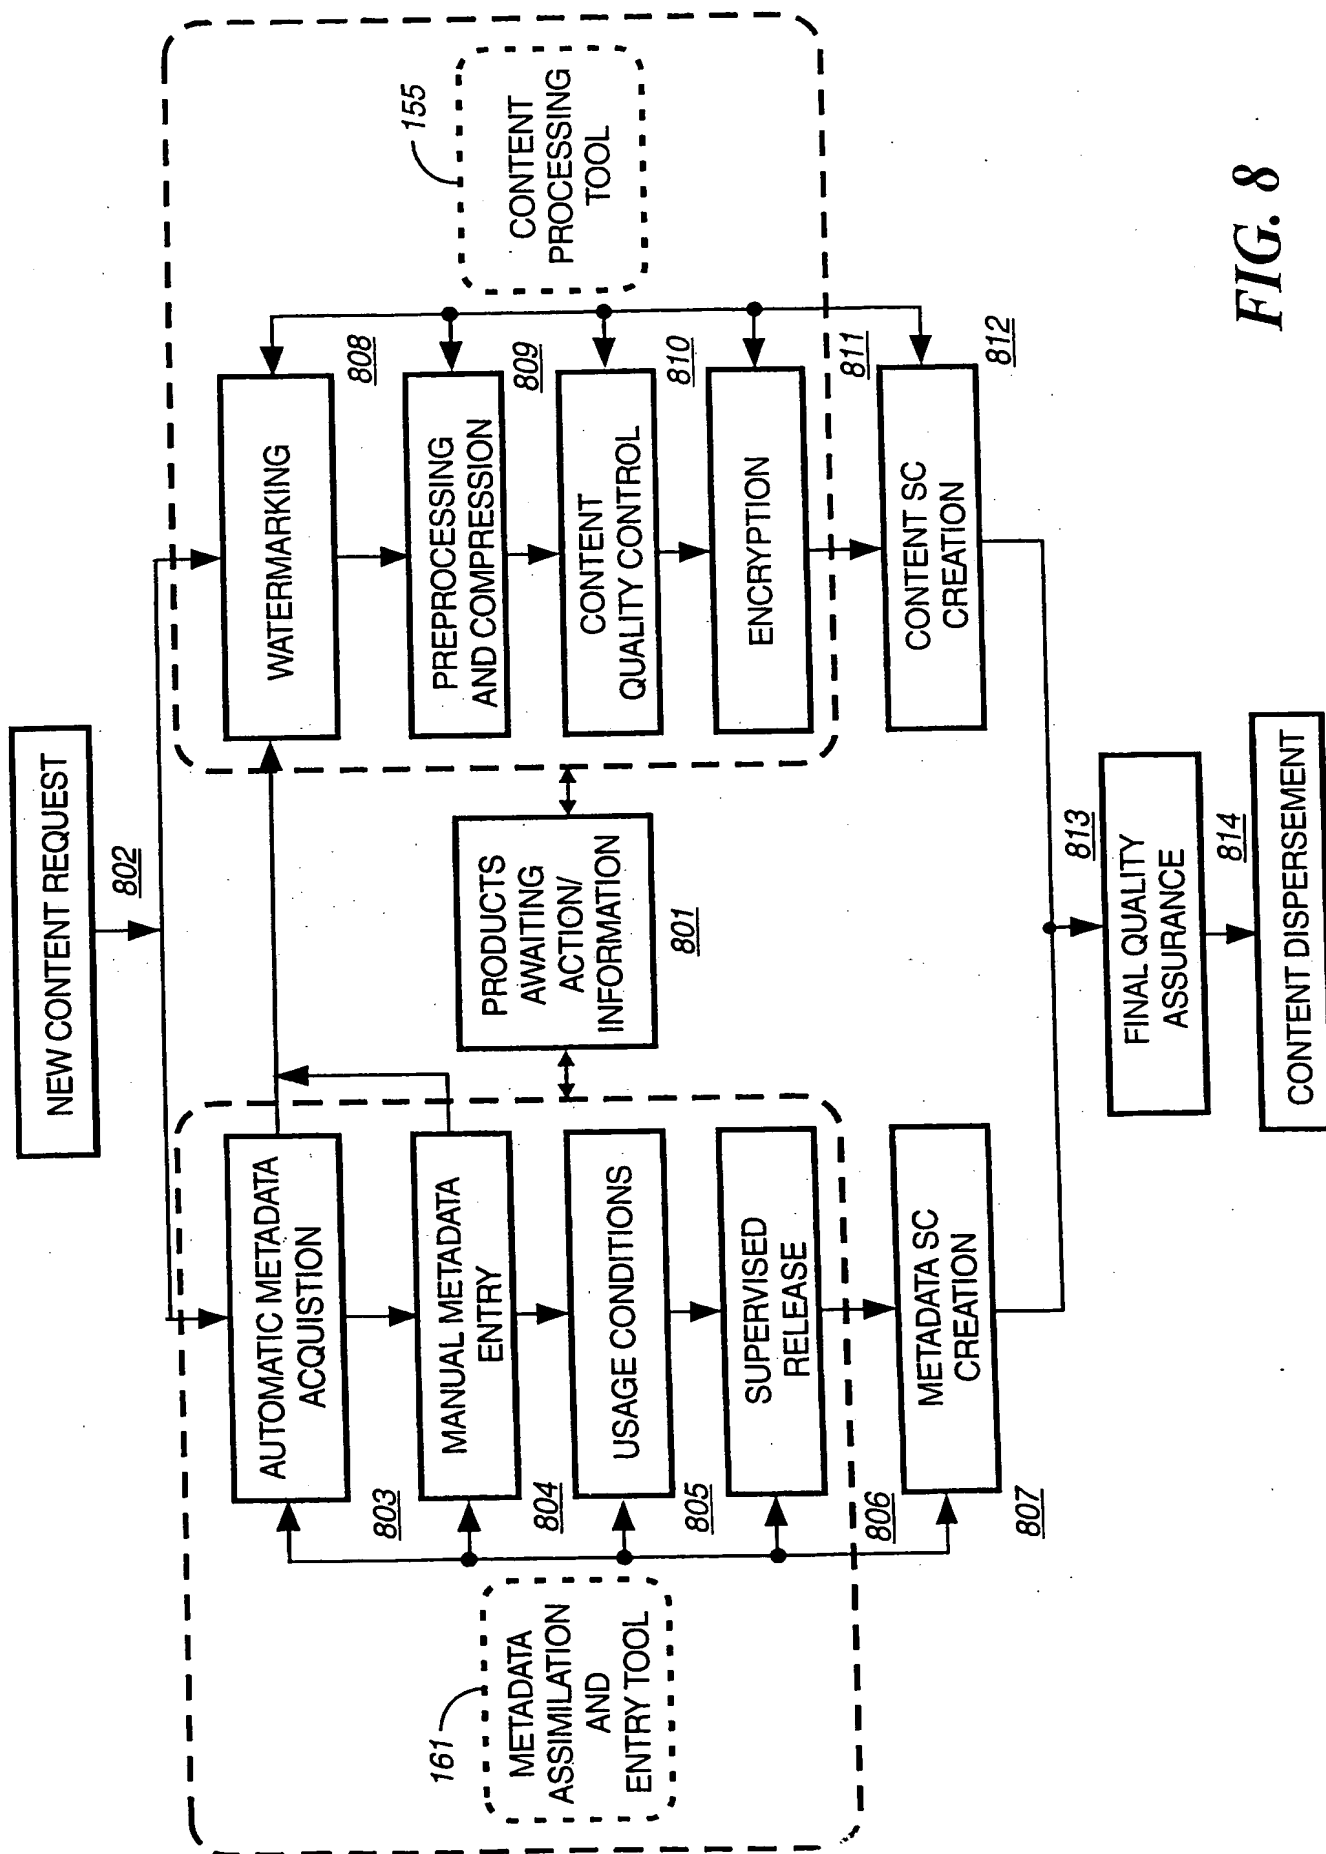 NEW CONTENT REQUEST
802
AUTOMATIC METADATA
ACQUISTION
803
MANUAL METADATA
ENTRY
804
USAGE CONDITIONS
805
SUPERVISED
RELEASE
806
METADATA SC
CREATION
807
161
METADATA
ASSIMILATION
AND
ENTRY TOOL
PRODUCTS
AWAITING
ACTION/
INFORMATION
801
WATERMARKING
808
PREPROCESSING
AND COMPRESSION
809
CONTENT
QUALITY CONTROL
810
ENCRYPTION
811
CONTENT SC
CREATION
812
155
CONTENT
PROCESSING
TOOL
813
FINAL QUALITY
ASSURANCE
814
CONTENT DISPERSEMENT
FIG. 8